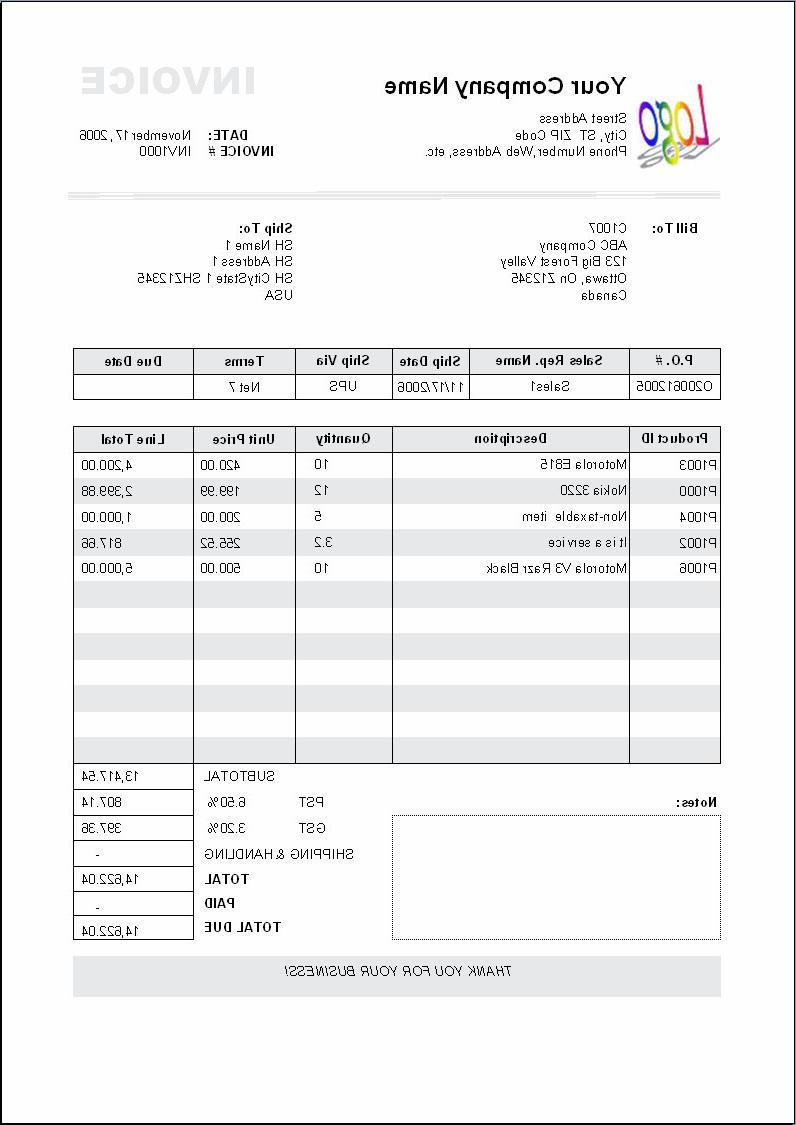 Logo
Your Company Name
INVOICE
Street Address
City, ST ZIP Code
DATE: November 17, 2006
Phone Number,Web Address, etc.
INVOICE # INV1000
Bill To: C1007
ABC Company
123 Big Forest Valley
Ottawa, On Z12345
Canada
Ship To:
SH Name 1
SH Address 1
SH CityState 1 SHZ12345
USA
P.O. # Sales Rep. Name Ship Date Ship Via Terms Due Date
O200612005 Sales1 11/17/2006 UPS Net 7
Product ID Description Quantity Unit Price Line Total
P1003 Motorola E815 10 420.00 4,200.00
P1000 Nokia 3220 12 199.99 2,399.88
P1004 Non-taxable item 5 200.00 1,000.00
P1002 It is a service 3.2 255.52 817.66
P1006 Motorola V3 Razr Black 10 500.00 5,000.00
SUBTOTAL 13,417.54
Notes: PST 6.50% 807.14
GST 3.20% 397.36
SHIPPING & HANDLING -
TOTAL 14,622.04
PAID -
TOTAL DUE 14,622.04
THANK YOU FOR YOUR BUSINESS!